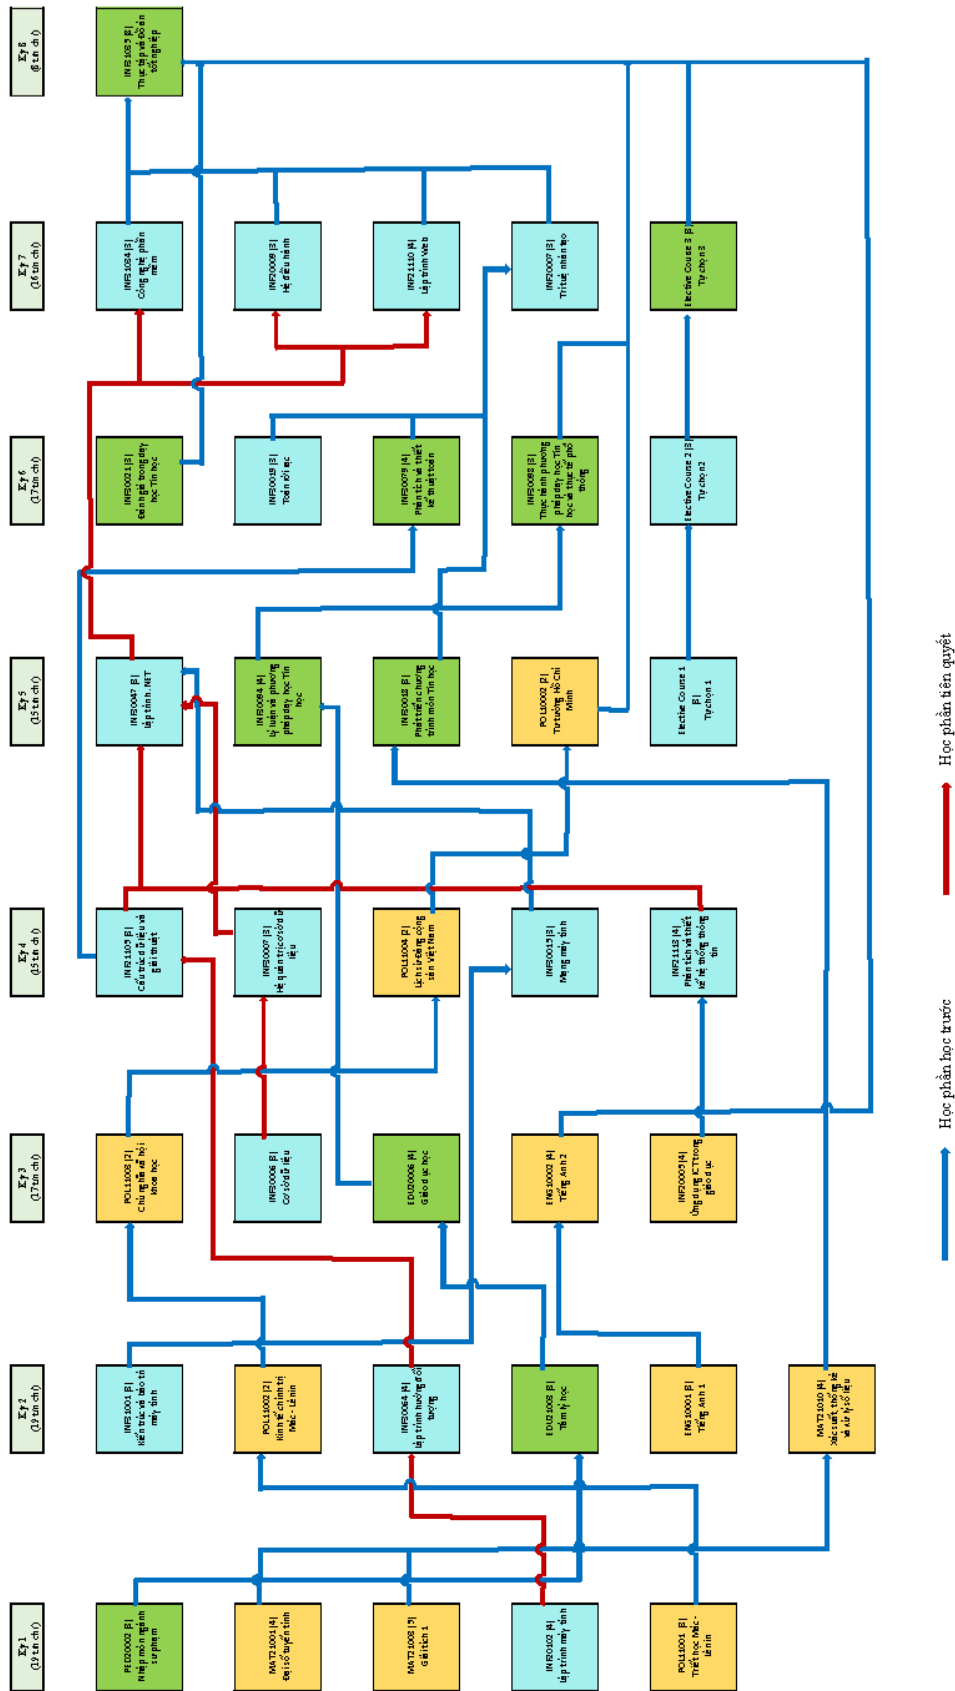 Kỳ 1
(19 tín chỉ)
PED20002 [3]
Nhập môn ngành
sư phạm
MAT21001 [4]
Đại số tuyến tính
MAT21008 [5]
Giải tích 1
INF20102 [4]
Lập trình máy tính
POL11001 [3]
Triết học Mác -
Lênin
Kỳ 2
(19 tín chỉ)
INF31001 [3]
Kiến trúc và bảo trì
máy tính
POL11002 [2]
Kinh tế chính trị
Mác - Lênin
INF30064 [4]
Lập trình hướng đối
tượng
EDU21003 [3]
Tâm lý học
ENG10001 [3]
Tiếng Anh 1
MAT21010 [4]
Xác suất, thống kê
và xử lý số liệu
Kỳ 3
(17 tín chỉ)
POL11003 [2]
Chủ nghĩa xã hội
khoa học
INF30006 [3]
Cơ sở dữ liệu
EDU20006 [4]
Giáo dục học
ENG10002 [4]
Tiếng Anh 2
INF20005 [4]
Ứng dụng ICT trong
giáo dục
Kỳ 4
(15 tín chỉ)
INF21105 [3]
Cấu trúc dữ liệu và
giải thuật
INF30007 [3]
Hệ quản trị cơ sở dữ
liệu
POL11004 [2]
Lịch sử Đảng cộng
sản Việt Nam
INF30015 [3]
Mạng máy tính
INF21113 [4]
Phân tích và thiết
kế hệ thống thông
tin
Kỳ 5
(15 tín chỉ)
INF30047 [3]
Lập trình .NET
INF30094 [4]
Lý luận và phương
pháp dạy học Tin
học
INF30018 [3]
Phát triển chương
trình môn Tin học
POL10002 [2]
Tư tưởng Hồ Chí
Minh
Elective Course 1
[3]
Tự chọn 1
Kỳ 6
(17 tín chỉ)
INF30021 [3]
Đánh giá trong dạy
học Tin học
INF30019 [3]
Toán rời rạc
INF30079 [4]
Phân tích và thiết
kế thuật toán
INF30098 [3]
Thực hành phương
pháp dạy học Tin
học và thực tế phổ
thông
Elective Course 2 [3]
Tự chọn 2
Kỳ 7
(16 tín chỉ)
INF31034 [3]
Công nghệ phần
mềm
INF20009 [3]
Hệ điều hành
INF21110 [4]
Lập trình Web
INF20007 [3]
Trí tuệ nhân tạo
Elective Course 3 [3]
Tự chọn 3
Kỳ 8
(8 tín chỉ)
INF31035 [8]
Thực tập và Đồ án
tốt nghiệp
Học phần học trước
Học phần tiên quyết